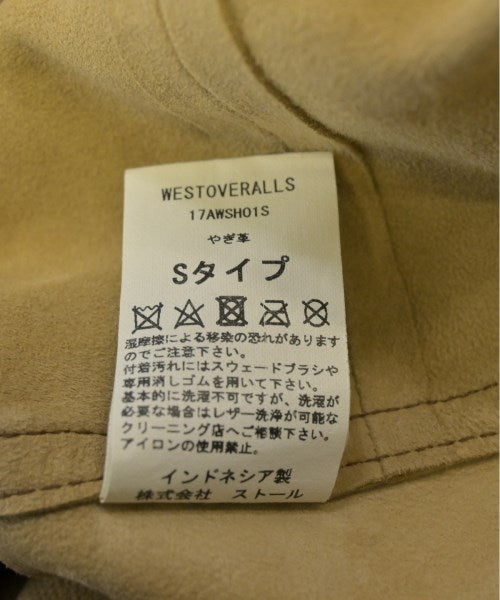 WESTOVERALLS
17AWSH01S
やぎ革
Sタイプ
湿摩擦による移染の恐れがあります
のでご注意下さい。
付着汚れにはスウェードブラシや
専用消しゴムを用いて下さい。
基本的に洗濯不可ですが、洗濯が
必要な場合はレザー洗浄が可能な
クリーニング店へご相談下さい。
アイロンの使用禁止。
インドネシア製
株式会社 ストール